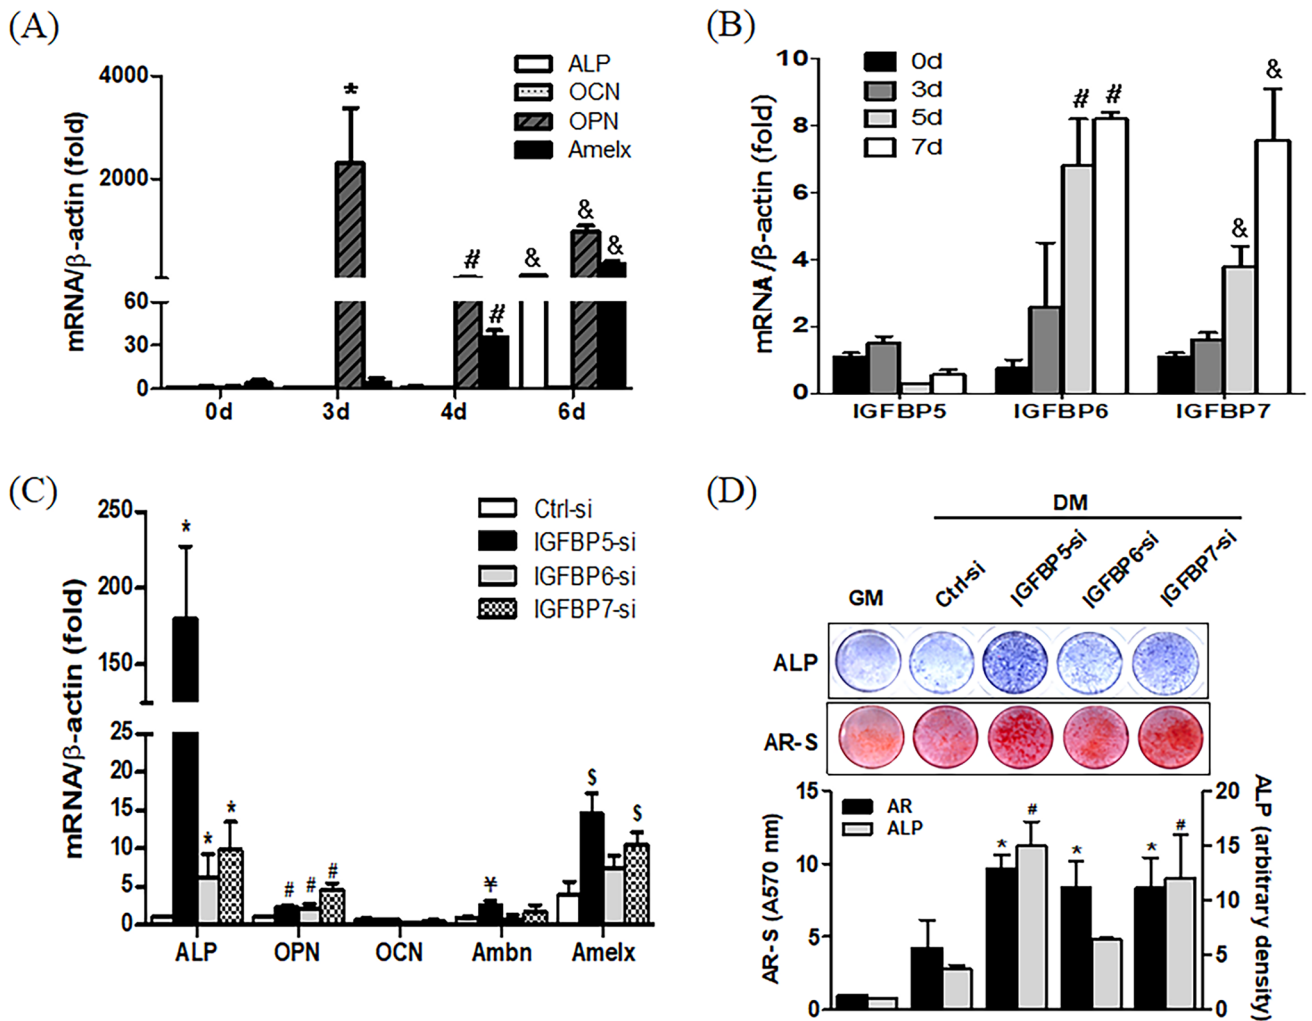 (A)
4000
2000
60
30
0
mRNA/β-actin (fold)
ALP
OCN
OPN
Amelx
*
#
#
&
&
&
0d
3d
4d
6d
(B)
10
8
6
4
2
0
mRNA/β-actin (fold)
0d
3d
5d
7d
#
#
&
&
IGFBP5
IGFBP6
IGFBP7
(C)
250
200
150
25
20
15
10
5
0
mRNA/β-actin (fold)
Ctrl-si
IGFBP5-si
IGFBP6-si
IGFBP7-si
*
*
*
#
#
#
¥
$
$
ALP
OPN
OCN
Ambn
Amelx
(D)
DM
GM
Ctrl-si
IGFBP5-si
IGFBP6-si
IGFBP7-si
ALP
AR-S
15
10
5
0
AR-S (A570 nm)
AR
ALP
*
#
*
*
#
20
15
10
5
0
ALP (arbitrary density)